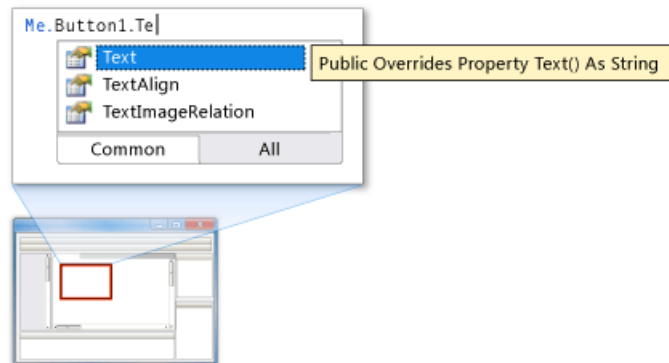 Me.Button1.Te
Text
Public Overrides Property Text() As String
TextAlign
TextImageRelation
Common
All